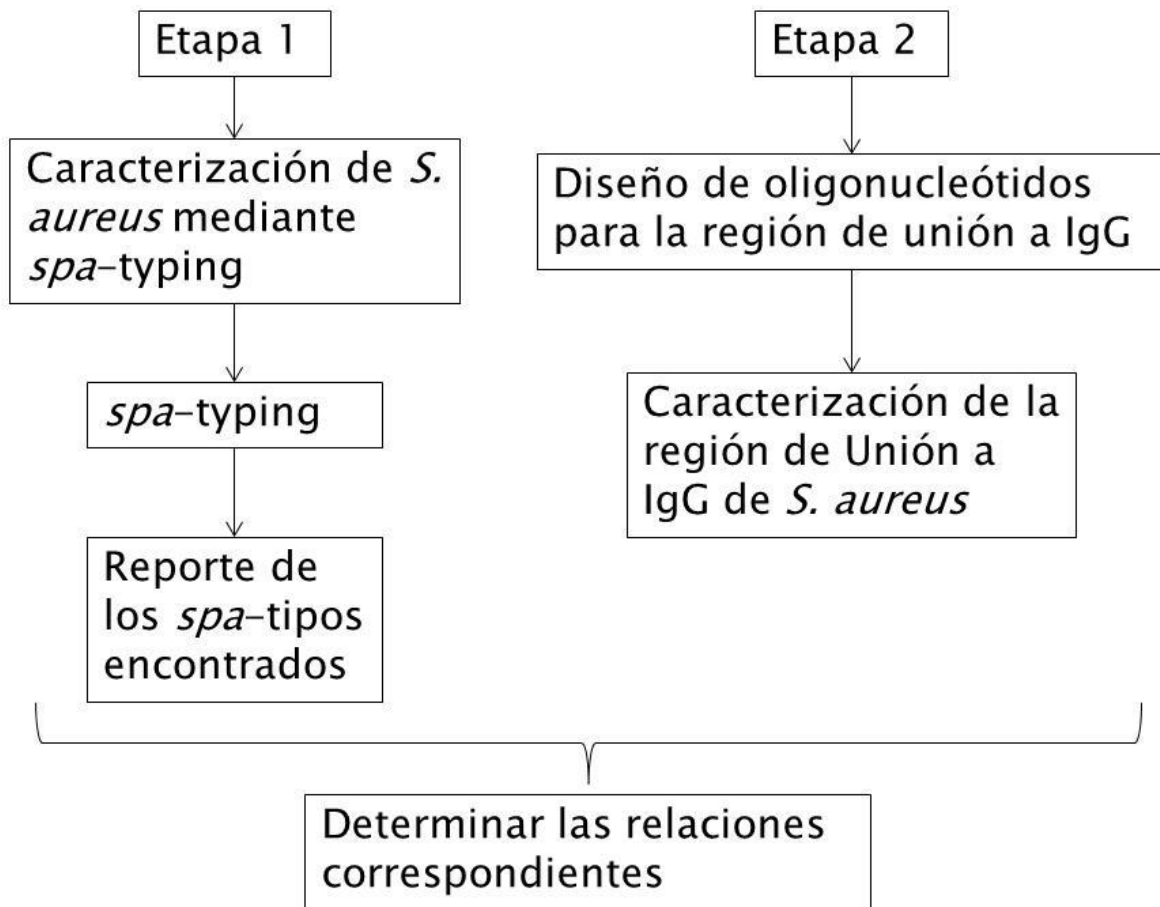 Etapa 1
Caracterización de S.
aureus mediante
spa-typing
spa-typing
Reporte de
los spa-tipos
encontrados
Etapa 2
Diseño de oligonucleótidos
para la región de unión a IgG
Caracterización de la
región de Unión a
IgG de S. aureus
Determinar las relaciones
correspondientes